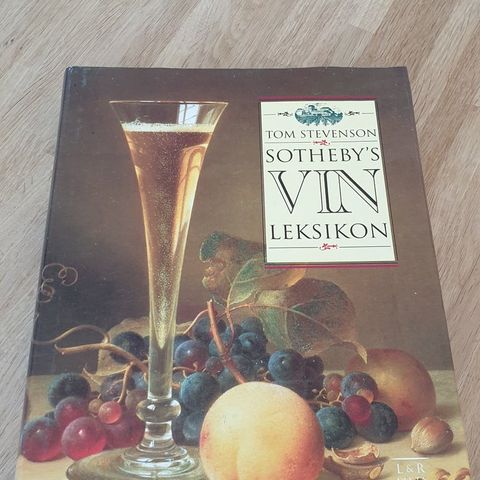 TOM STEVENSON
SOTHEBY'S
VIN
LEKSIKON
L&R